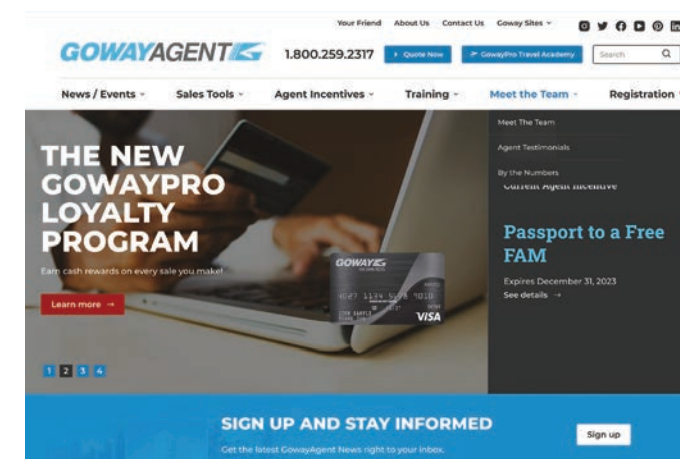 Your Friend About Us Contact Us Goway Sites
GOWAYAGENT 1.800.259.2317 Quote Now GowayPro Travel Academy Search
News / Events Sales Tools Agent Incentives Training Meet the Team Registration
Meet The Team
Agent Testimonials
By the Numbers
Current Agent Incentive
THE NEW
GOWAYPRO
LOYALTY
PROGRAM
Earn cash rewards on every sale you make!
Learn more →
Passport to a Free
FAM
Expires December 31, 2023
See details →
GOWAY
DEBIT
VISA
1 2 3 4
SIGN UP AND STAY INFORMED
Get the latest GowayAgent News right to your inbox.
Sign up